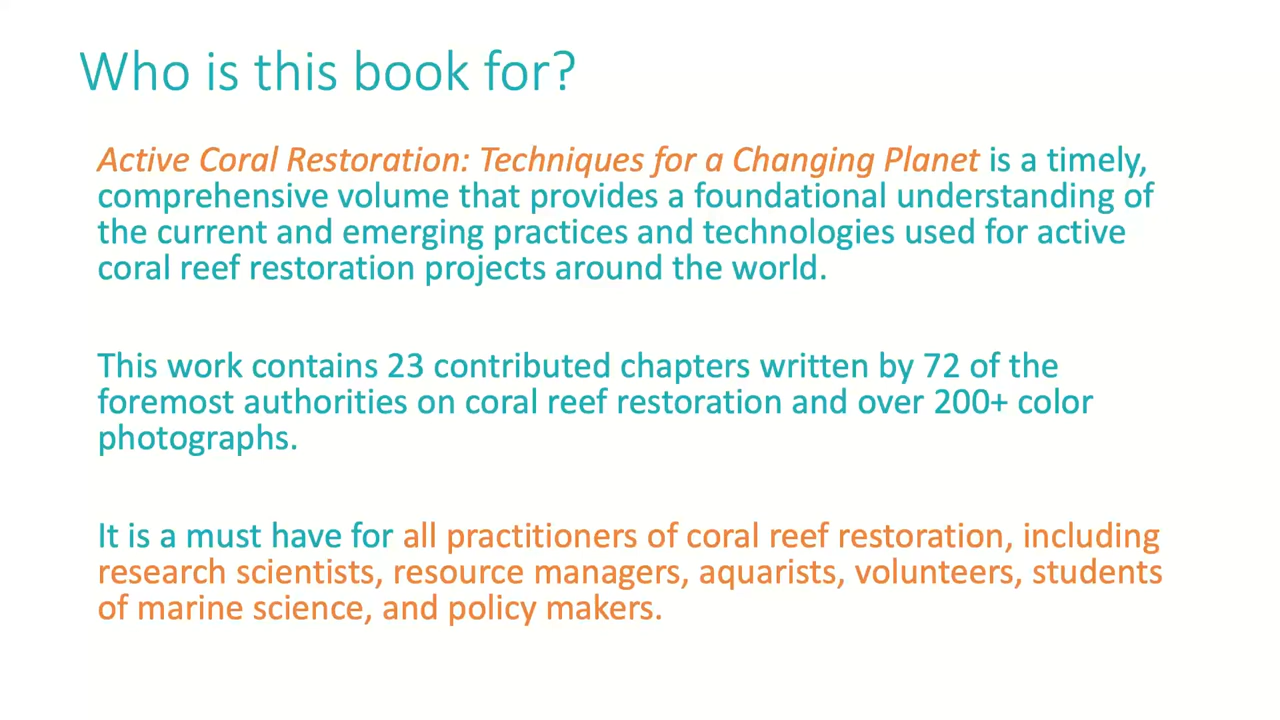 Who is this book for?
Active Coral Restoration: Techniques for a Changing Planet is a timely,
comprehensive volume that provides a foundational understanding of
the current and emerging practices and technologies used for active
coral reef restoration projects around the world.
This work contains 23 contributed chapters written by 72 of the
foremost authorities on coral reef restoration and over 200+ color
photographs.
It is a must have for all practitioners of coral reef restoration, including
research scientists, resource managers, aquarists, volunteers, students
of marine science, and policy makers.